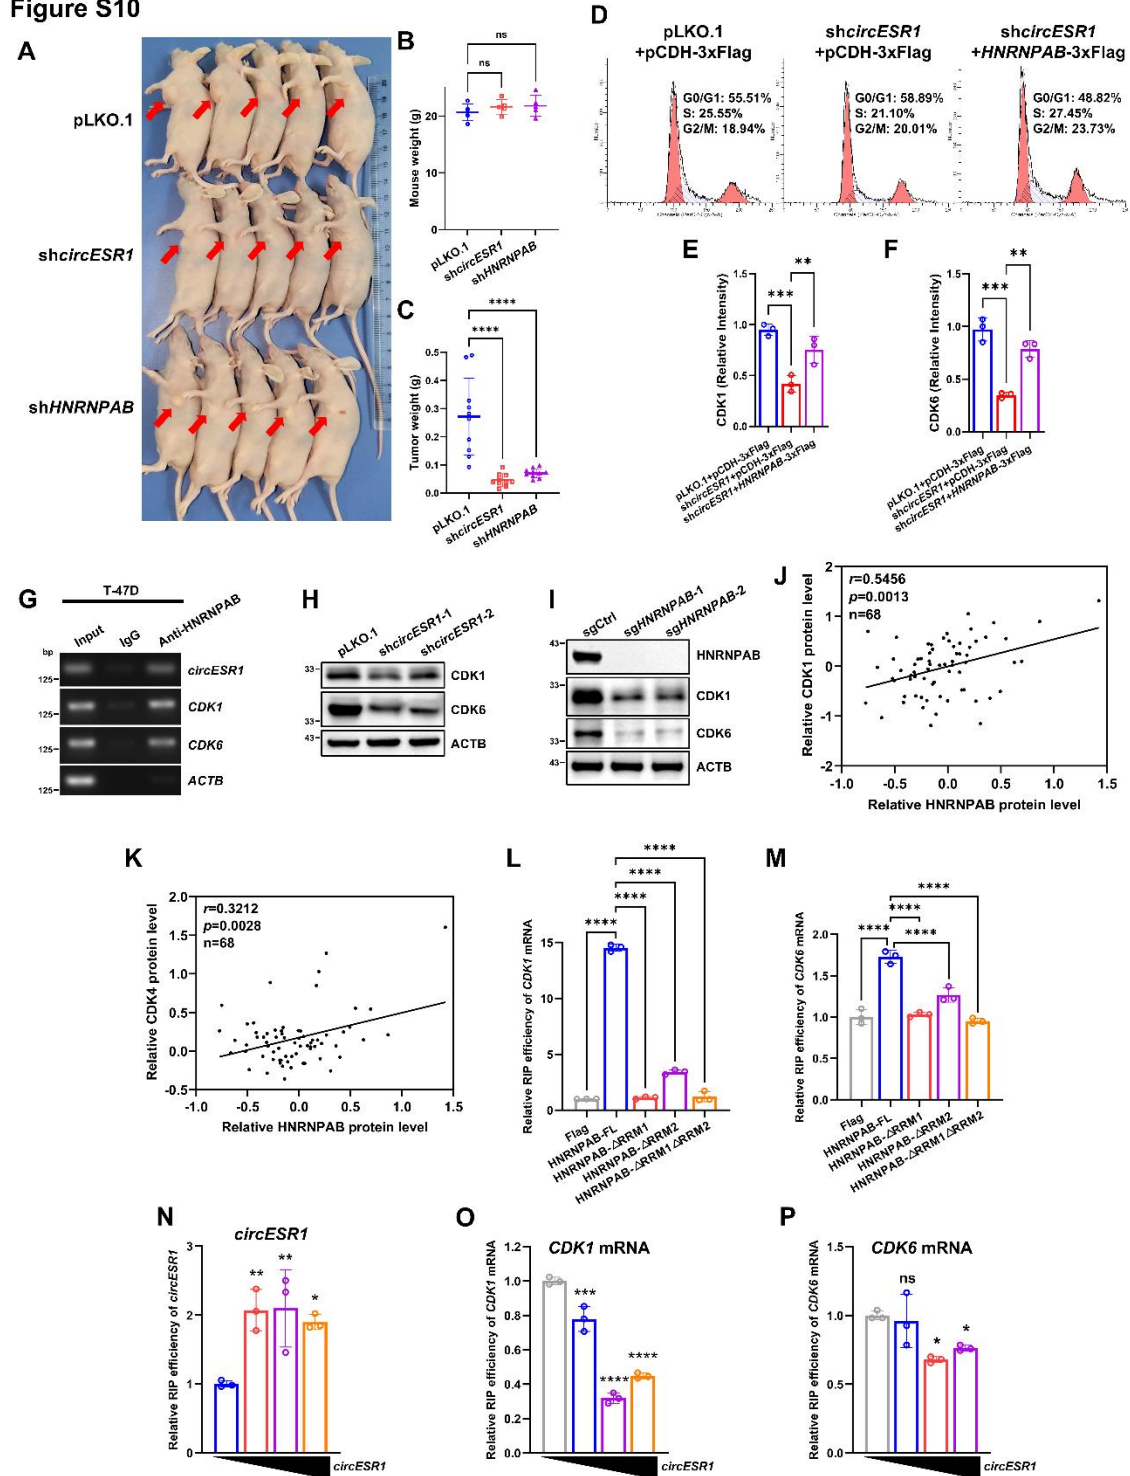 Figure S10
A
pLKO.1
shcircESR1
shHNRNPAB
B
ns
ns
Mouse weight (g)
20
10
0
pLKO.1
shcircESR1
shHNRNPAB
C
****
****
Tumor weight (g)
0.5
0.4
0.3
0.2
0.1
0.0
pLKO.1
shcircESR1
shHNRNPAB
D
pLKO.1
+pCDH-3xFlag
G0/G1: 55.51%
S: 25.55%
G2/M: 18.94%
shcircESR1
+pCDH-3xFlag
G0/G1: 58.89%
S: 21.10%
G2/M: 20.01%
shcircESR1
+HNRNPAB-3xFlag
G0/G1: 48.82%
S: 27.45%
G2/M: 23.73%
E
**
***
CDK1 (Relative Intensity)
1.5
1.0
0.5
0.0
pLKO.1+pCDH-3xFlag
shcircESR1+pCDH-3xFlag
shcircESR1+HNRNPAB-3xFlag
F
**
***
CDK6 (Relative Intensity)
1.5
1.0
0.5
0.0
pLKO.1+pCDH-3xFlag
shcircESR1+pCDH-3xFlag
shcircESR1+HNRNPAB-3xFlag
G
T-47D
Input
IgG
Anti-HNRNPAB
bp
125
circESR1
125
CDK1
125
CDK6
125
ACTB
H
pLKO.1
shcircESR1-1
shcircESR1-2
33
CDK1
33
CDK6
43
ACTB
I
sgCtrl
sgHNRNPAB-1
sgHNRNPAB-2
43
HNRNPAB
33
CDK1
33
CDK6
43
ACTB
J
r=0.5456
p=0.0013
n=68
Relative CDK1 protein level
2
1
0
-1
-2
-1.0 -0.5 0.0 0.5 1.0 1.5
Relative HNRNPAB protein level
K
r=0.3212
p=0.0028
n=68
Relative CDK4 protein level
2.0
1.5
1.0
0.5
0.0
-0.5
-1.0 -0.5 0.0 0.5 1.0 1.5
Relative HNRNPAB protein level
L
****
****
****
****
Relative RIP efficiency of CDK1 mRNA
15
10
5
0
Flag
HNRNPAB-FL
HNRNPAB-△RRM1
HNRNPAB-△RRM2
HNRNPAB-△RRM1△RRM2
M
****
****
****
****
Relative RIP efficiency of CDK6 mRNA
2.0
1.5
1.0
0.5
0.0
Flag
HNRNPAB-FL
HNRNPAB-△RRM1
HNRNPAB-△RRM2
HNRNPAB-△RRM1△RRM2
N
circESR1
** ** *
Relative RIP efficiency of circESR1
3
2
1
0
circESR1
O
CDK1 mRNA
*** **** ****
Relative RIP efficiency of CDK1 mRNA
1.2
1.0
0.8
0.6
0.4
0.2
0.0
circESR1
P
CDK6 mRNA
ns * *
Relative RIP efficiency of CDK6 mRNA
1.5
1.0
0.5
0.0
circESR1